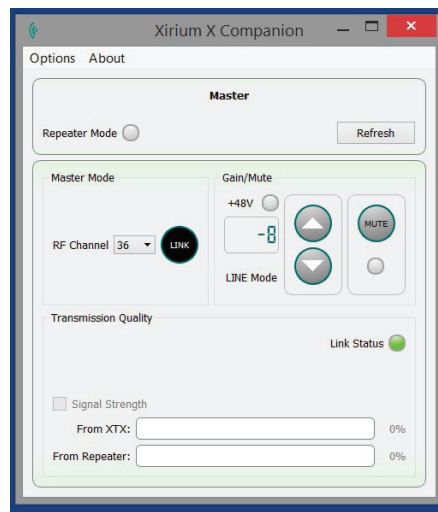 Xirium X Companion
Options About
Master
Repeater Mode Refresh
Master Mode
RF Channel 36 LINK
Gain/Mute
+48V
-8
LINE Mode
MUTE
Transmission Quality
Link Status
Signal Strength
From XTX: 0%
From Repeater: 0%